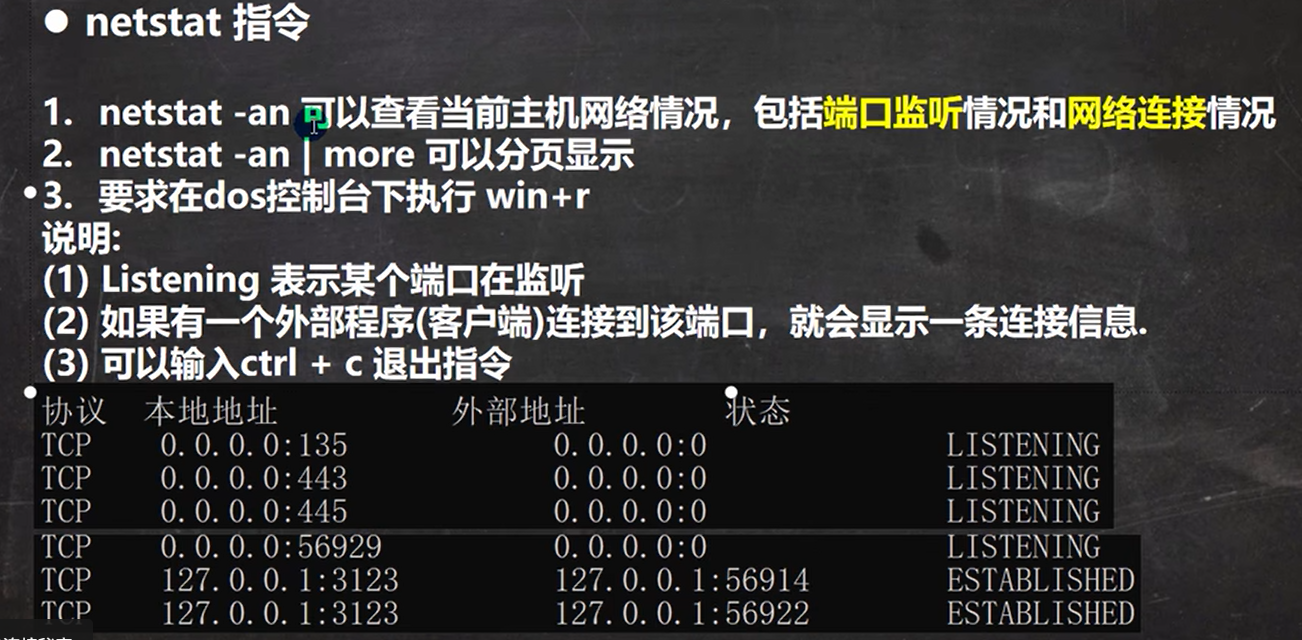 ● netstat 指令
1. netstat -an 可以查看当前主机网络情况，包括端口监听情况和网络连接情况
2. netstat -an | more 可以分页显示
3. 要求在dos控制台下执行 win+r
说明:
(1) Listening 表示某个端口在监听
(2) 如果有一个外部程序(客户端)连接到该端口，就会显示一条连接信息.
(3) 可以输入ctrl + c 退出指令
协议 本地地址 外部地址 状态
TCP 0.0.0.0:135 0.0.0.0:0 LISTENING
TCP 0.0.0.0:443 0.0.0.0:0 LISTENING
TCP 0.0.0.0:445 0.0.0.0:0 LISTENING
TCP 0.0.0.0:56929 0.0.0.0:0 LISTENING
TCP 127.0.0.1:3123 127.0.0.1:56914 ESTABLISHED
TCP 127.0.0.1:3123 127.0.0.1:56922 ESTABLISHED